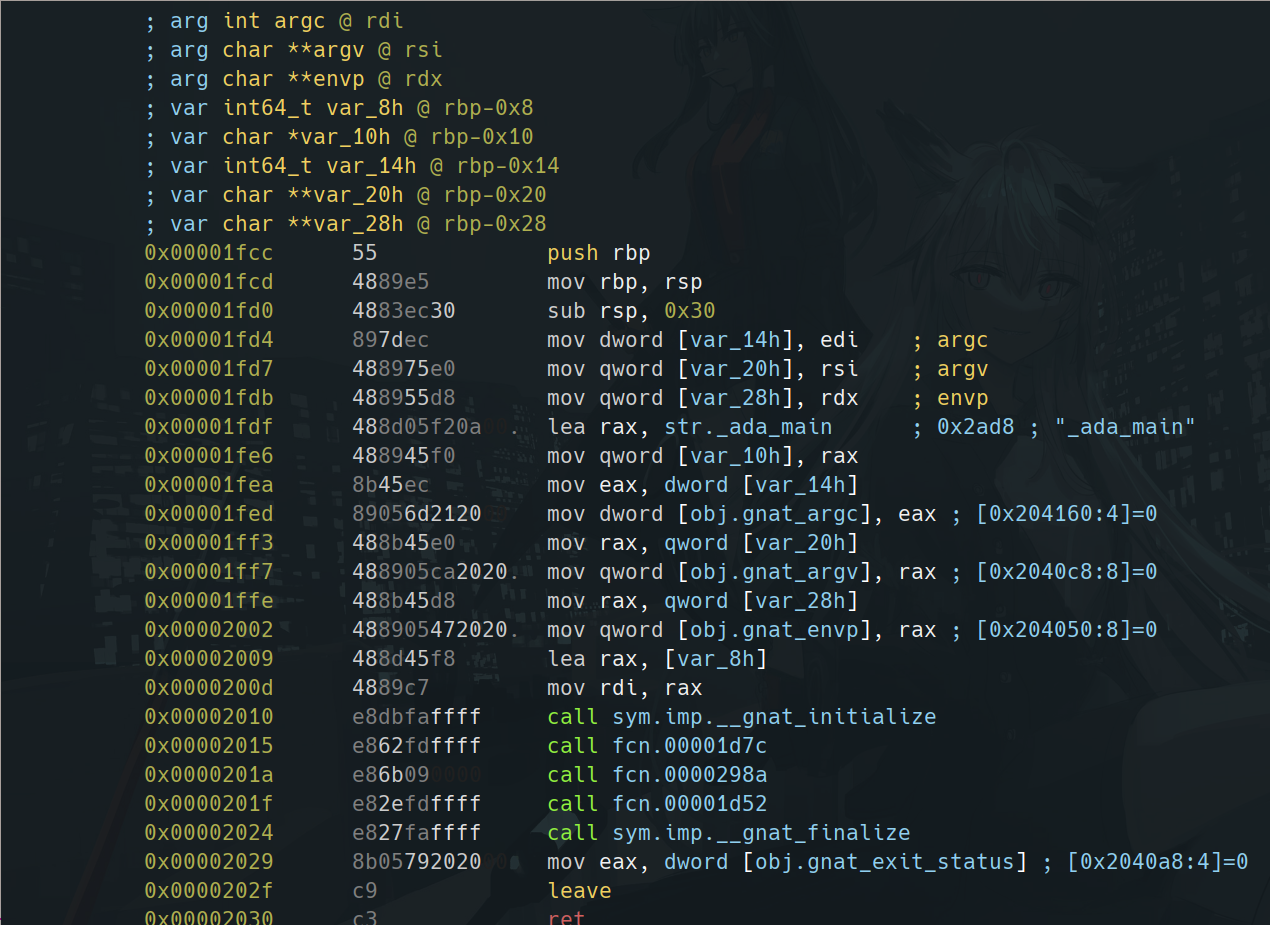 ; arg int argc @ rdi
; arg char **argv @ rsi
; arg char **envp @ rdx
; var int64_t var_8h @ rbp-0x8
; var char *var_10h @ rbp-0x10
; var int64_t var_14h @ rbp-0x14
; var char **var_20h @ rbp-0x20
; var char **var_28h @ rbp-0x28
0x00001fcc 55 push rbp
0x00001fcd 4889e5 mov rbp, rsp
0x00001fd0 4883ec30 sub rsp, 0x30
0x00001fd4 897dec mov dword [var_14h], edi ; argc
0x00001fd7 488975e0 mov qword [var_20h], rsi ; argv
0x00001fdb 488955d8 mov qword [var_28h], rdx ; envp
0x00001fdf 488d05f20a00. lea rax, str._ada_main ; 0x2ad8 ; "_ada_main"
0x00001fe6 488945f0 mov qword [var_10h], rax
0x00001fea 8b45ec mov eax, dword [var_14h]
0x00001fed 89056d2120 mov dword [obj.gnat_argc], eax ; [0x204160:4]=0
0x00001ff3 488b45e0 mov rax, qword [var_20h]
0x00001ff7 488905ca2020. mov qword [obj.gnat_argv], rax ; [0x2040c8:8]=0
0x00001ffe 488b45d8 mov rax, qword [var_28h]
0x00002002 488905472020. mov qword [obj.gnat_envp], rax ; [0x204050:8]=0
0x00002009 488d45f8 lea rax, [var_8h]
0x0000200d 4889c7 mov rdi, rax
0x00002010 e8dbfaffff call sym.imp.__gnat_initialize
0x00002015 e862fdffff call fcn.00001d7c
0x0000201a e86b090000 call fcn.0000298a
0x0000201f e82efdffff call fcn.00001d52
0x00002024 e827faffff call sym.imp.__gnat_finalize
0x00002029 8b0579202000 mov eax, dword [obj.gnat_exit_status] ; [0x2040a8:4]=0
0x0000202f c9 leave
0x00002030 c3 ret